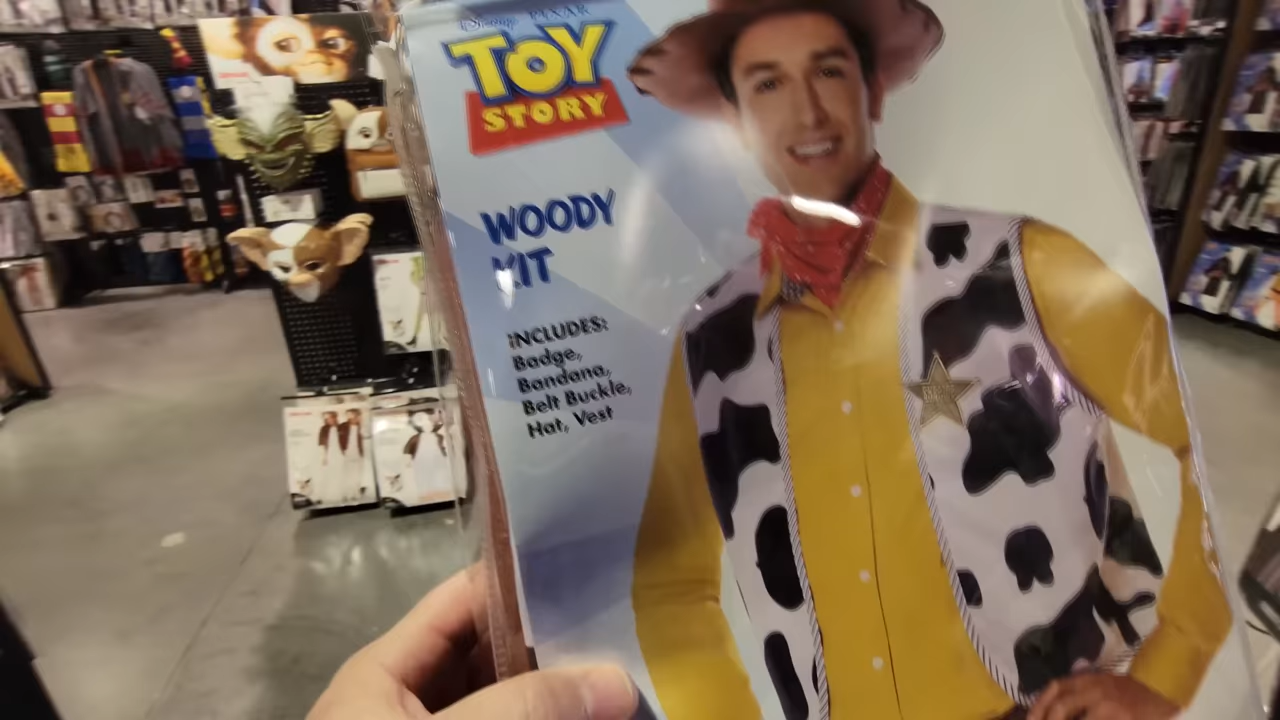 Disney PIXAR
TOY
STORY
WOODY
KIT
INCLUDES:
Badge,
Bandana,
Belt Buckle,
Hat, Vest